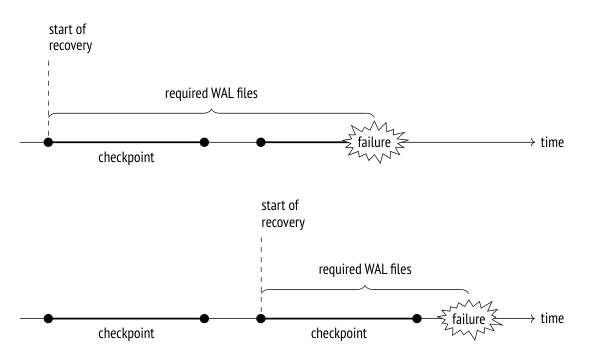 start of
recovery
required WAL files
failure
time
checkpoint
start of
recovery
required WAL files
failure
time
checkpoint
checkpoint